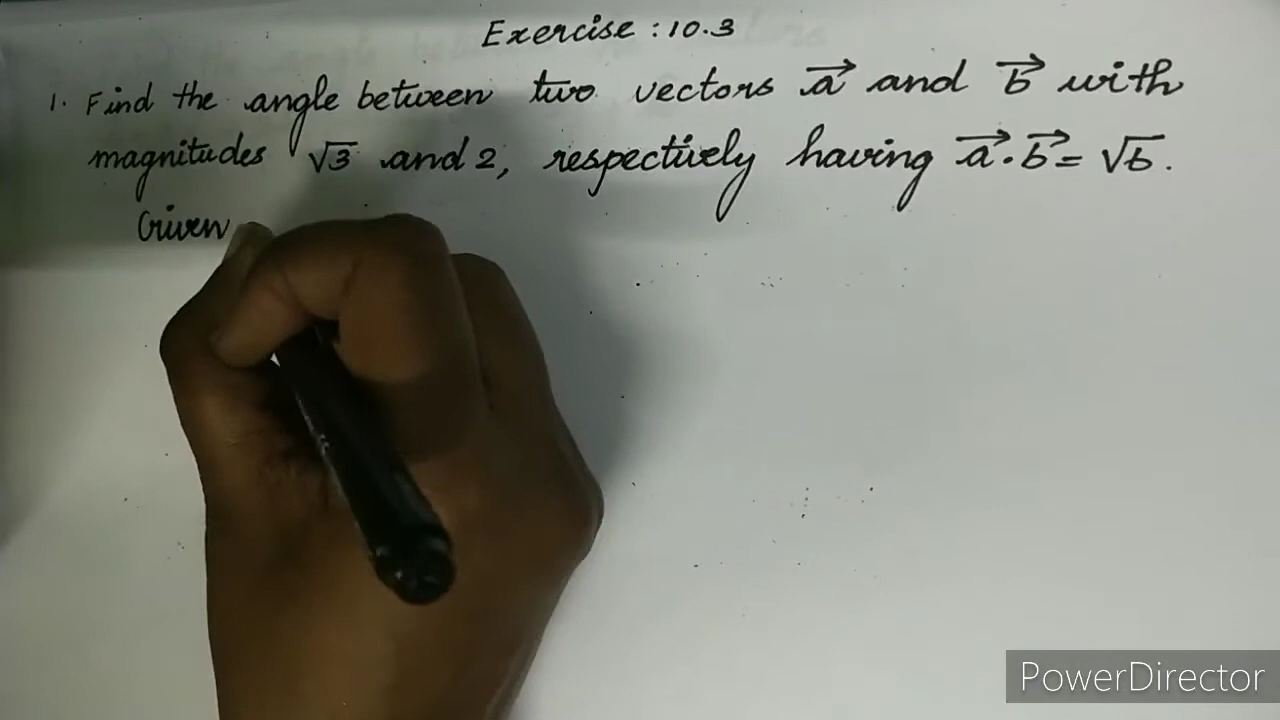 Exercise : 10.3
1. Find the angle between two vectors a⃗ and b⃗ with
magnitudes √3 and 2, respectively having a⃗.b⃗ = √6.
Given
PowerDirector